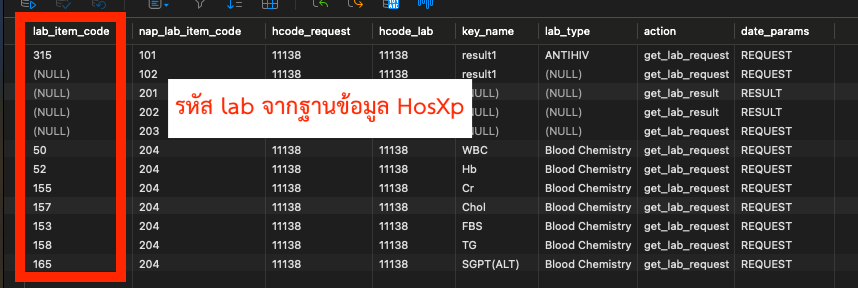 lab_item_code nap_lab_item_code hcode_request hcode_lab key_name lab_type action date_params
315 101 11138 11138 result1 ANTIHIV get_lab_request REQUEST
(NULL) 102 11138 11138 result1 (NULL) get_lab_request REQUEST
(NULL) 201 (NULL) (NULL) get_lab_result RESULT
(NULL) 202 (NULL) (NULL) get_lab_result RESULT
รหัส lab จากฐานข้อมูล HosXp
(NULL) 203 (NULL) (NULL) get_lab_request REQUEST
50 204 11138 11138 WBC Blood Chemistry get_lab_request REQUEST
52 204 11138 11138 Hb Blood Chemistry get_lab_request REQUEST
155 204 11138 11138 Cr Blood Chemistry get_lab_request REQUEST
157 204 11138 11138 Chol Blood Chemistry get_lab_request REQUEST
153 204 11138 11138 FBS Blood Chemistry get_lab_request REQUEST
158 204 11138 11138 TG Blood Chemistry get_lab_request REQUEST
165 204 11138 11138 SGPT(ALT) Blood Chemistry get_lab_request REQUEST